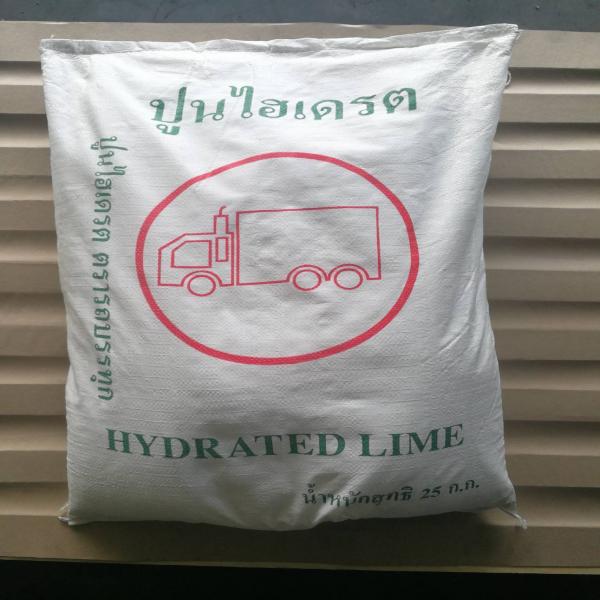 ปูนไฮเดรต
ปูนไฮเดรต ตรารถบรรทุก
HYDRATED LIME
น้ำหนักสุทธิ 25 ก.ก.